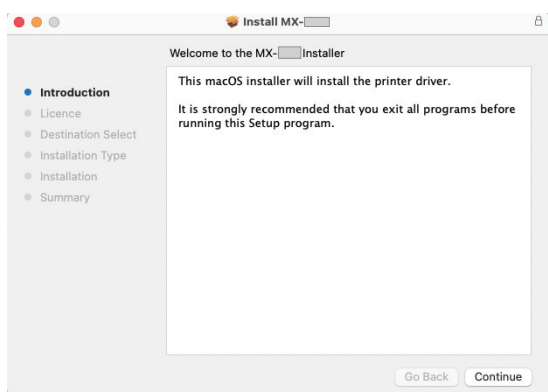 Install MX-
Welcome to the MX- Installer
Introduction
Licence
Destination Select
Installation Type
Installation
Summary
This macOS installer will install the printer driver.
It is strongly recommended that you exit all programs before
running this Setup program.
Go Back
Continue